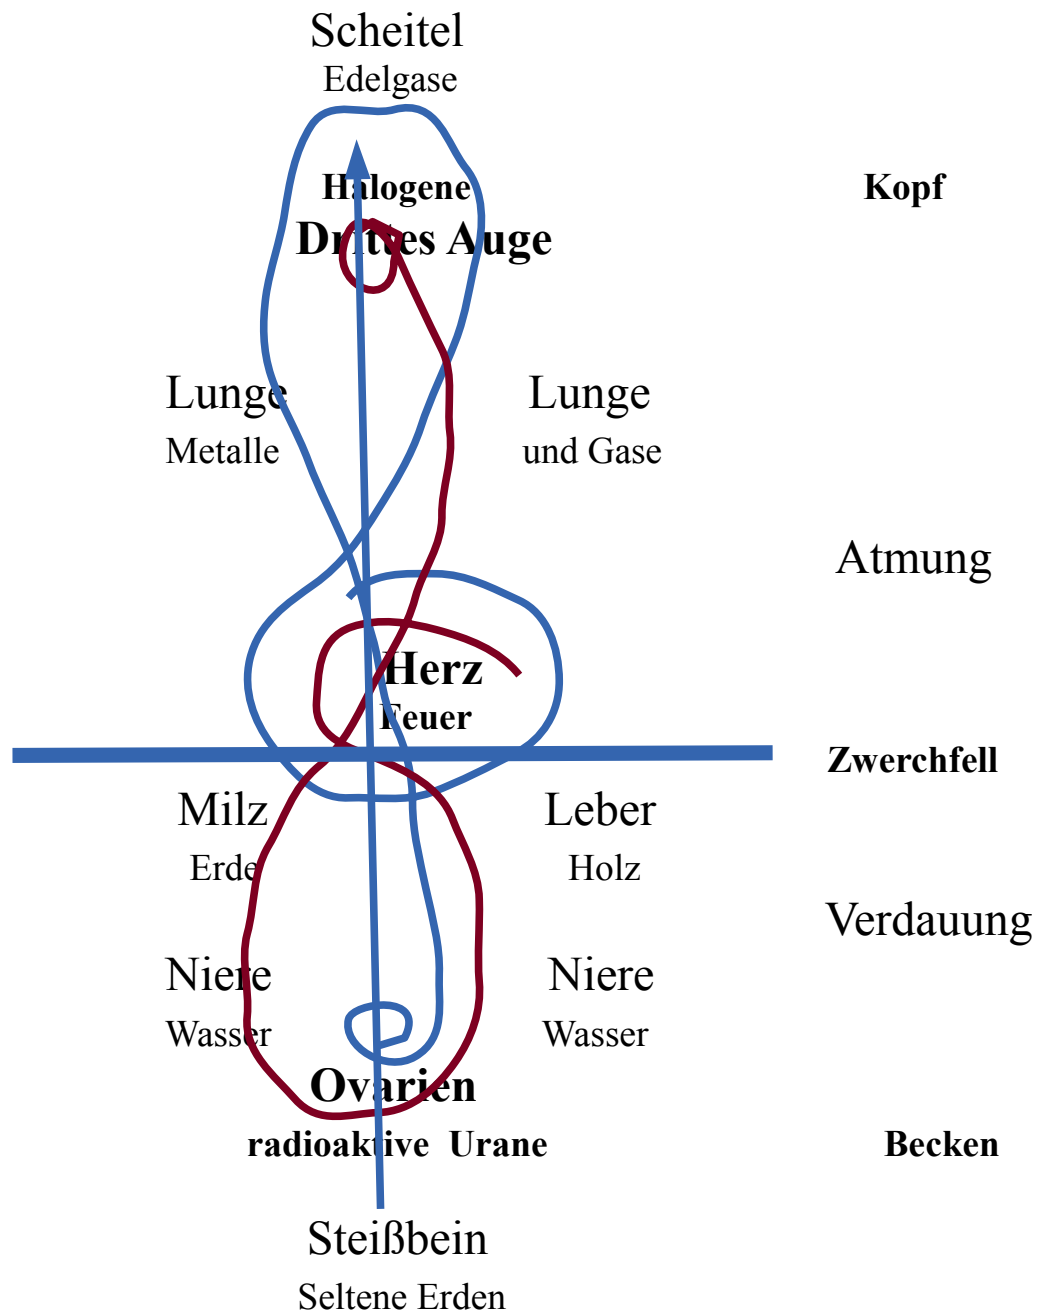 Scheitel
Edelgase
Halogene
Kopf
Drittes Auge
Lunge
Lunge
Metalle
und Gase
Atmung
Herz
Feuer
Zwerchfell
Milz
Leber
Erde
Holz
Verdauung
Niere
Niere
Wasser
Wasser
Ovarien
radioaktive Urane
Becken
Steißbein
Seltene Erden